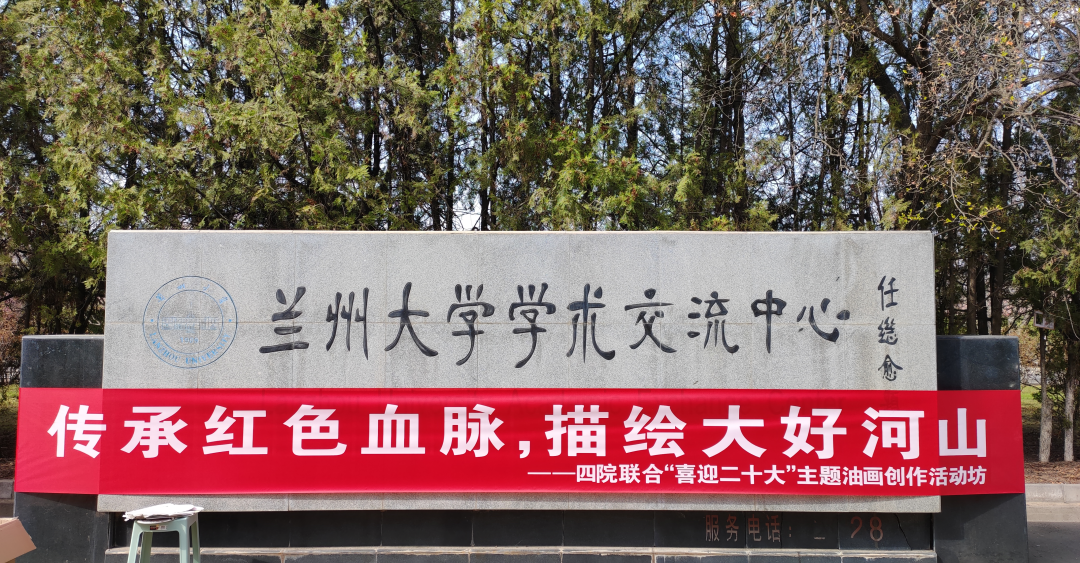 兰州大学学术交流中心
任继愈
传承红色血脉,描绘大好河山
——四院联合“喜迎二十大”主题油画创作活动坊
服务电话: 28